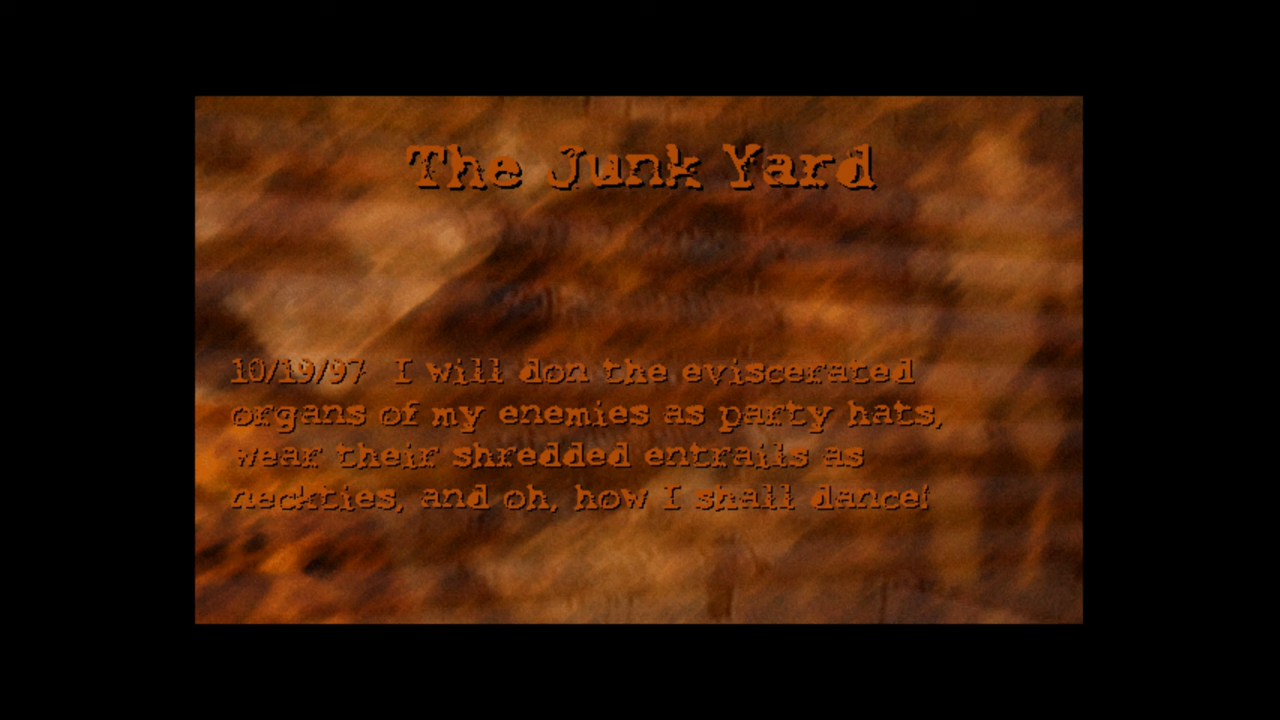 The Junk Yard
10/19/97 I will don the eviscerated
organs of my enemies as party hats,
wear their shredded entrails as
neckties, and oh, how I shall dance!